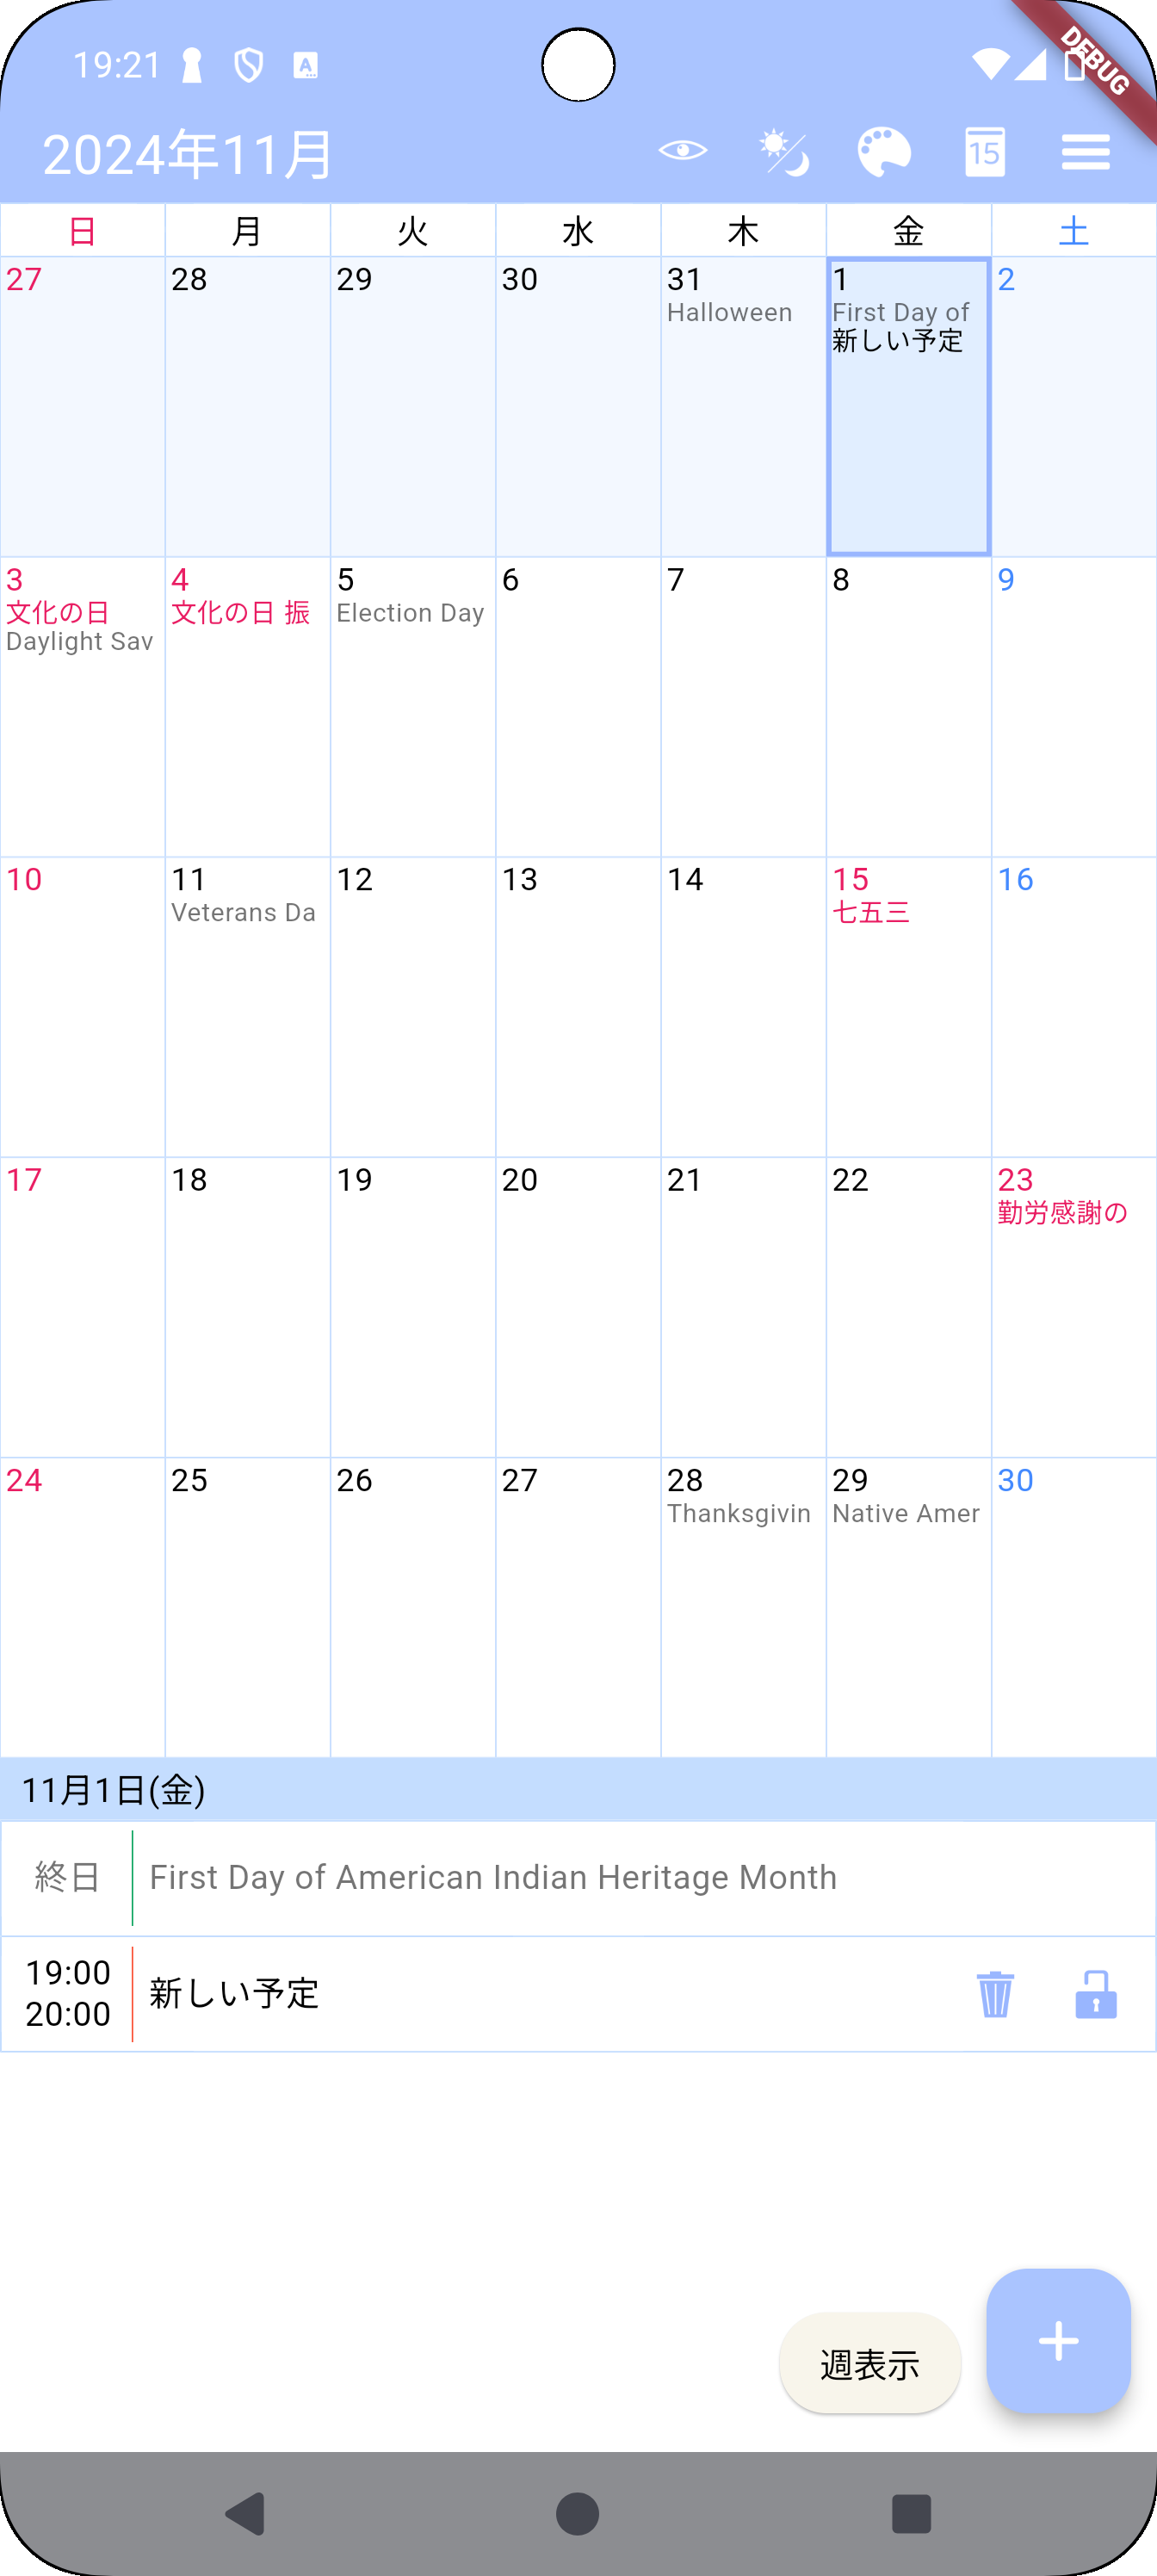 19:21
DEBUG
2024年11月
15
日 月 火 水 木 金 土
27 28 29 30 31 1 2
Halloween First Day of
新しい予定
3 4 5 6 7 8 9
文化の日 文化の日 振 Election Day
Daylight Sav
10 11 12 13 14 15 16
Veterans Da 七五三
17 18 19 20 21 22 23
勤労感謝の
24 25 26 27 28 29 30
Thanksgivin Native Amer
11月1日(金)
終日 First Day of American Indian Heritage Month
19:00
20:00
新しい予定
週表示